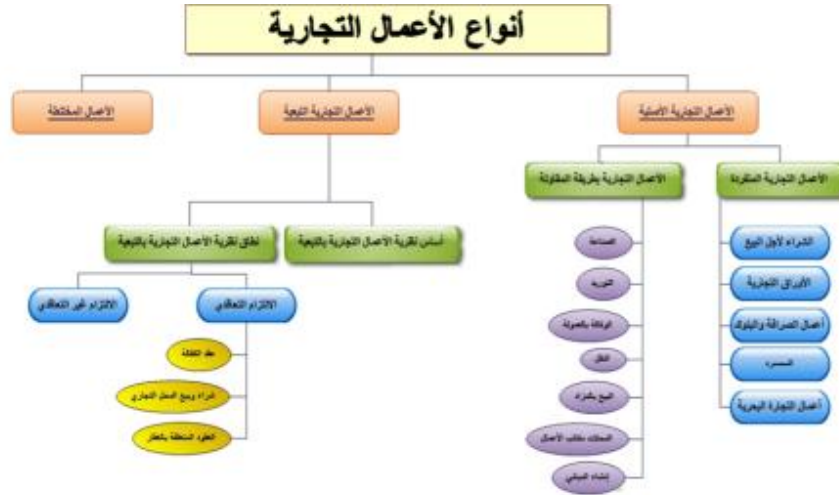 أنواع الأعمال التجارية
الأعمال التجارية الأصلية
الأعمال التجارية التبعية
الأعمال المختلطة
الأعمال التجارية المنفردة
الأعمال التجارية بطريقة المقاولة
الشراء لأجل البيع
الأوراق التجارية
أعمال الصرافة والبنوك
السمسرة
أعمال التجارة البحرية
الصناعة
التوريد
الوكالة بالعمولة
النقل
البيع بالمزاد
المحلات مكاتب الأعمال
إنشاء المباني
أساس نظرية الأعمال التجارية بالتبعية
نطاق نظرية الأعمال التجارية بالتبعية
الالتزام التعاقدي
الالتزام غير التعاقدي
عقد الكفالة
شراء وبيع المحل التجاري
العقود المتعلقة بالعقار